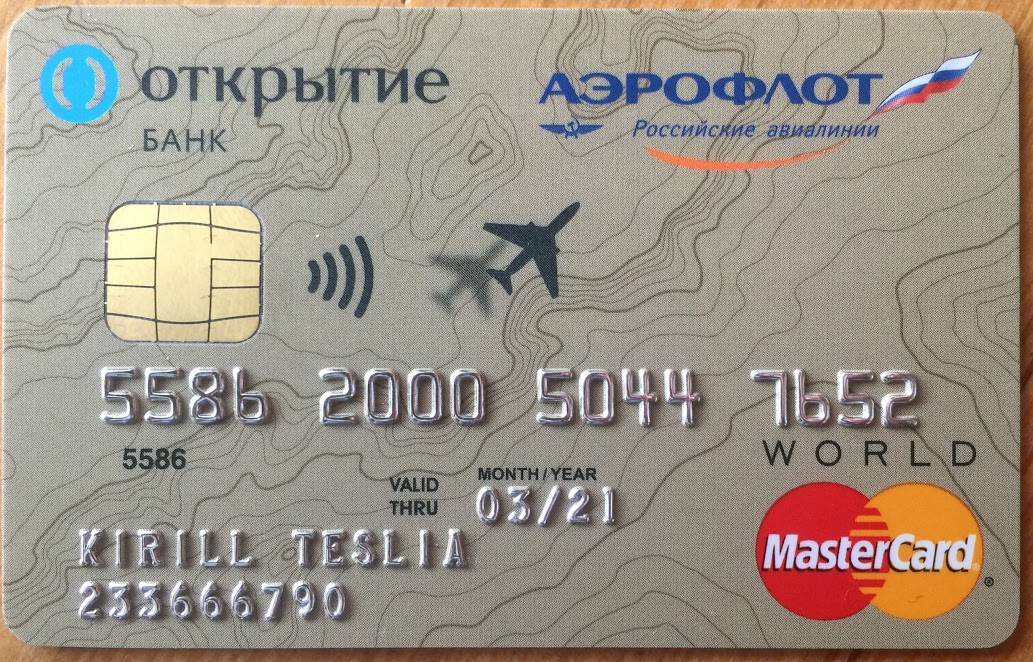 открытие
БАНК
АЭРОФЛОТ
Российские авиалинии
5586 2000 5044 7652
5586
WORLD
VALID THRU
MONTH/YEAR
03/21
KIRILL TESLIA
233666790
MasterCard